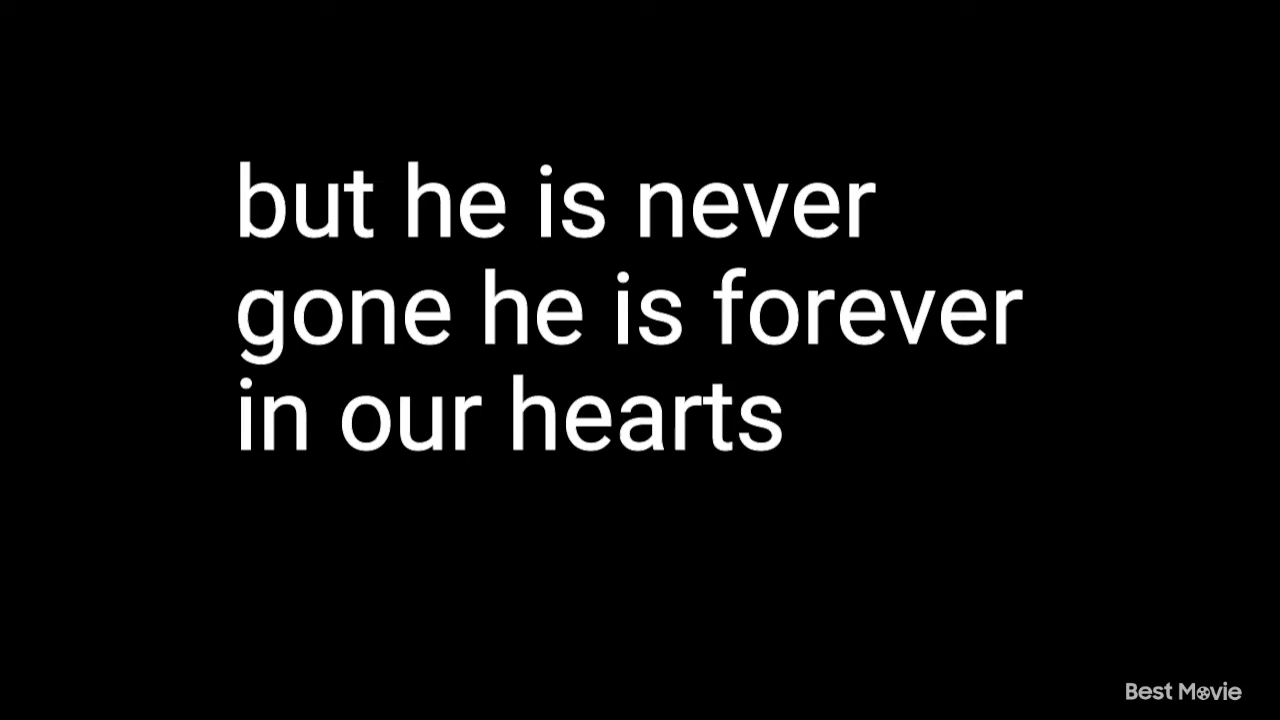 but he is never
gone he is forever
in our hearts
Best Movie